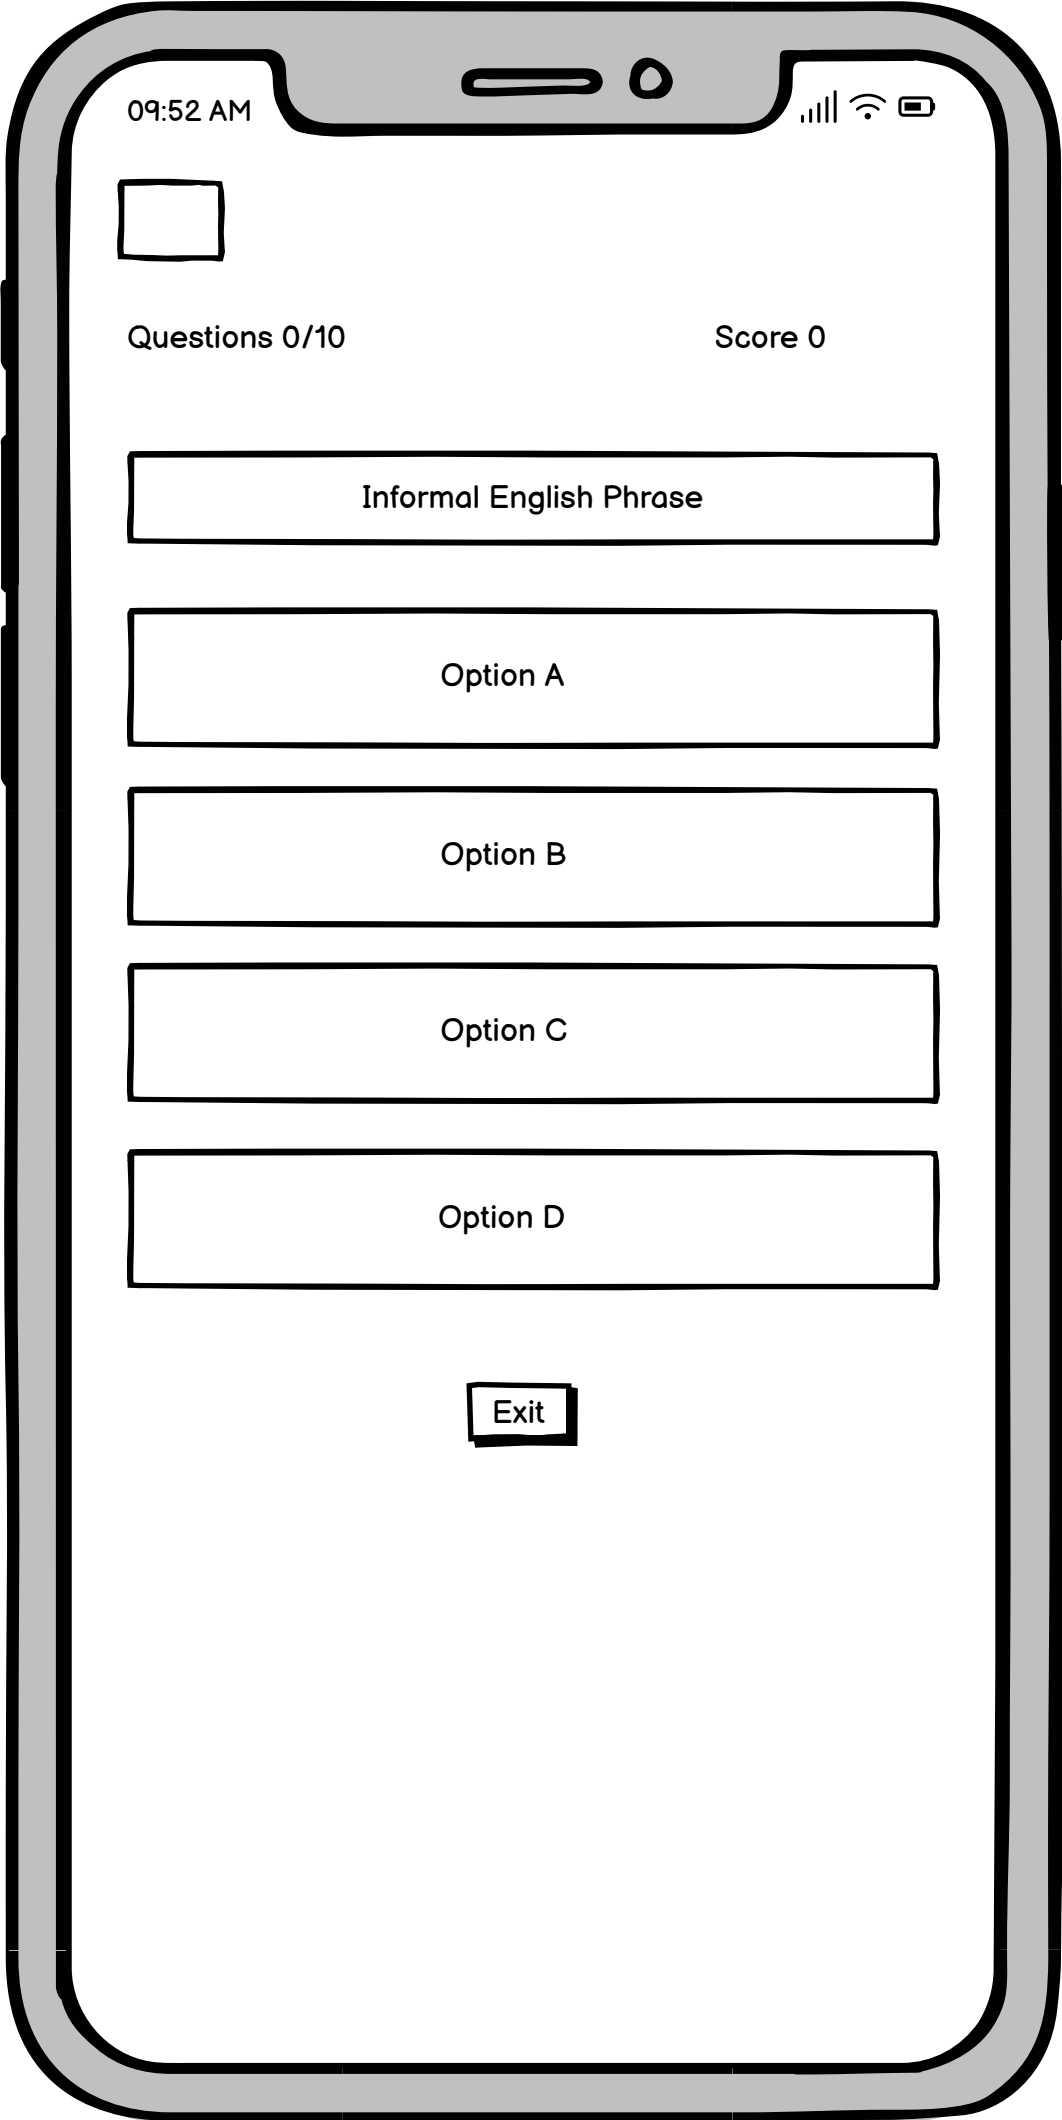 09:52 AM
Questions 0/10 Score 0
Informal English Phrase
Option A
Option B
Option C
Option D
Exit